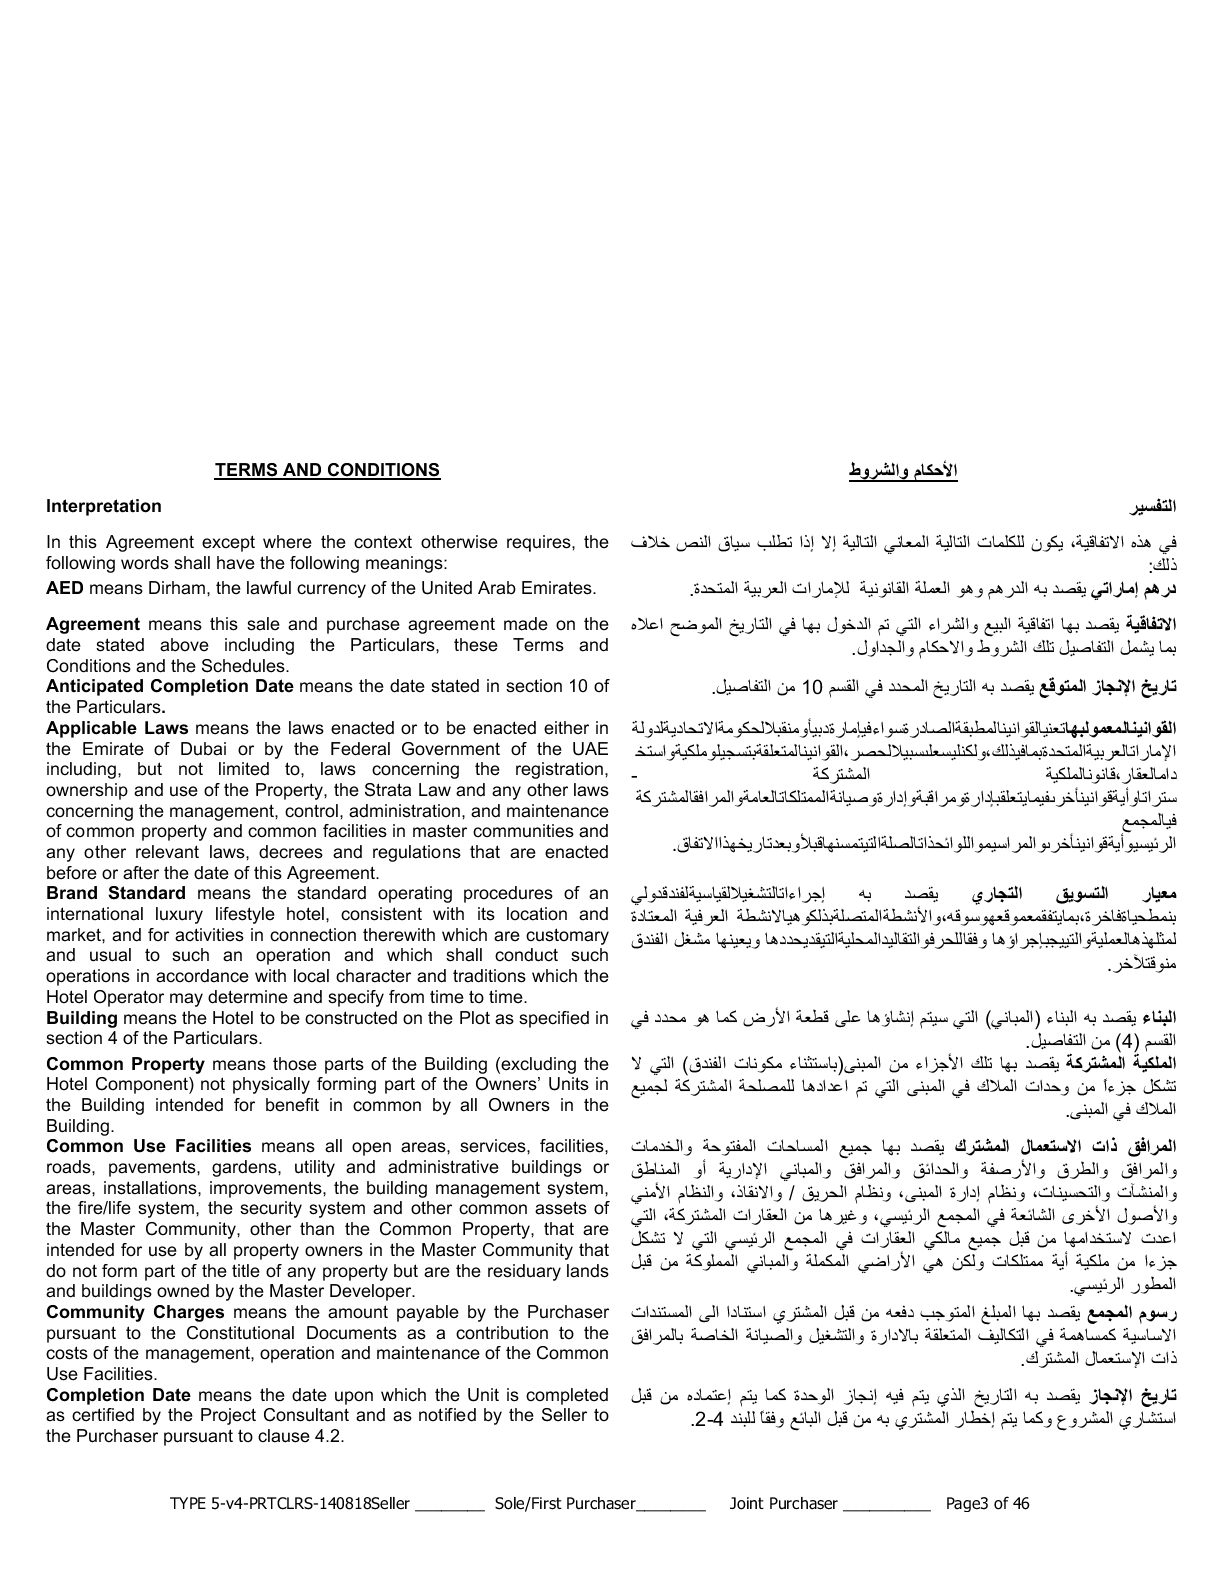 TERMS AND CONDITIONS
Interpretation
In this Agreement except where the context otherwise requires, the
following words shall have the following meanings:
AED means Dirham, the lawful currency of the United Arab Emirates.
Agreement means this sale and purchase agreement made on the
date stated above including the Particulars, these Terms and
Conditions and the Schedules.
Anticipated Completion Date means the date stated in section 10 of
the Particulars.
Applicable Laws means the laws enacted or to be enacted either in
the Emirate of Dubai or by the Federal Government of the UAE
including, but not limited to, laws concerning the registration,
ownership and use of the Property, the Strata Law and any other laws
concerning the management, control, administration, and maintenance
of common property and common facilities in master communities and
any other relevant laws, decrees and regulations that are enacted
before or after the date of this Agreement.
Brand Standard means the standard operating procedures of an
international luxury lifestyle hotel, consistent with its location and
market, and for activities in connection therewith which are customary
and usual to such an operation and which shall conduct such
operations in accordance with local character and traditions which the
Hotel Operator may determine and specify from time to time.
Building means the Hotel to be constructed on the Plot as specified in
section 4 of the Particulars.
Common Property means those parts of the Building (excluding the
Hotel Component) not physically forming part of the Owners’ Units in
the Building intended for benefit in common by all Owners in the
Building.
Common Use Facilities means all open areas, services, facilities,
roads, pavements, gardens, utility and administrative buildings or
areas, installations, improvements, the building management system,
the fire/life system, the security system and other common assets of
the Master Community, other than the Common Property, that are
intended for use by all property owners in the Master Community that
do not form part of the title of any property but are the residuary lands
and buildings owned by the Master Developer.
Community Charges means the amount payable by the Purchaser
pursuant to the Constitutional Documents as a contribution to the
costs of the management, operation and maintenance of the Common
Use Facilities.
Completion Date means the date upon which the Unit is completed
as certified by the Project Consultant and as notified by the Seller to
the Purchaser pursuant to clause 4.2.
الأحكام والشروط
التفسير
في هذه الاتفاقية، يكون للكلمات التالية المعاني التالية إلا إذا تطلب سياق النص خلاف
ذلك:
درهم إماراتي يقصد به الدرهم وهو العملة القانونية للإمارات العربية المتحدة.
الاتفاقية يقصد بها اتفاقية البيع والشراء التي تم الدخول بها في التاريخ الموضح اعلاه
بما يشمل التفاصيل تلك الشروط والاحكام والجداول.
تاريخ الإنجاز المتوقع يقصد به التاريخ المحدد في القسم 10 من التفاصيل.
القوانينالمعمولبهاتعنيالقوانينالمطبقةالصادرةسواءفيإمارةدبيأومنقبلالحكومةالاتحاديةلدولة
الإماراتالعربيةالمتحدةبمافيذلك،ولكنليسعلىسبيلالحصر،القوانينالمتعلقةبتسجيلوملكيةواستخ
دامالعقار،قانونالملكية المشتركة -
ستراتاوأيةقوانينأخرىفيمايتعلقبإدارةومراقبةوإدارةوصيانةالممتلكاتالعامةوالمرافقالمشتركة
فيالمجمع
الرئيسيوأيةقوانينأخرىوالمراسيمواللوائحذاتالصلةالتيتمسنهاقبلأوبعدتاريخهذاالاتفاق.
معيار التسويق التجاري يقصد به إجراءاتالتشغيلالقياسيةلفندقدولي
بنمطحياةفاخرة،بمايتفقمعموقعهوسوقه،والأنشطةالمتصلةبذلكوهيالانشطة العرفية المعتادة
لمثلهذهالعمليةوالتييجبإجراؤها وفقاللحرفوالتقاليدالمحليةالتيقديحددها ويعينها مشغل الفندق
منوقتلآخر.
البناء يقصد به البناء (المباني) التي سيتم إنشاؤها على قطعة الأرض كما هو محدد في
القسم (4) من التفاصيل.
الملكية المشتركة يقصد بها تلك الأجزاء من المبنى(باستثناء مكونات الفندق) التي لا
تشكل جزءاً من وحدات الملاك في المبنى التي تم اعدادها للمصلحة المشتركة لجميع
الملاك في المبنى.
المرافق ذات الاستعمال المشترك يقصد بها جميع المساحات المفتوحة والخدمات
والمرافق والطرق والأرصفة والحدائق والمرافق والمباني الإدارية أو المناطق
والمنشآت والتحسينات، ونظام إدارة المبنى، ونظام الحريق / والانقاذ، والنظام الأمني
والأصول الأخرى الشائعة في المجمع الرئيسي، وغيرها من العقارات المشتركة، التي
اعدت لاستخدامها من قبل جميع مالكي العقارات في المجمع الرئيسي التي لا تشكل
جزءا من ملكية أية ممتلكات ولكن هي الأراضي المكملة والمباني المملوكة من قبل
المطور الرئيسي.
رسوم المجمع يقصد بها المبلغ المتوجب دفعه من قبل المشتري استنادا الى المستندات
الاساسية كمساهمة في التكاليف المتعلقة بالادارة والتشغيل والصيانة الخاصة بالمرافق
ذات الإستعمال المشترك.
تاريخ الإنجاز يقصد به التاريخ الذي يتم فيه إنجاز الوحدة كما يتم إعتماده من قبل
استشاري المشروع وكما يتم إخطار المشتري به من قبل البائع وفقاً للبند 4-2.
TYPE 5-v4-PRTCLRS-140818Seller ________ Sole/First Purchaser________ Joint Purchaser __________ Page3 of 46